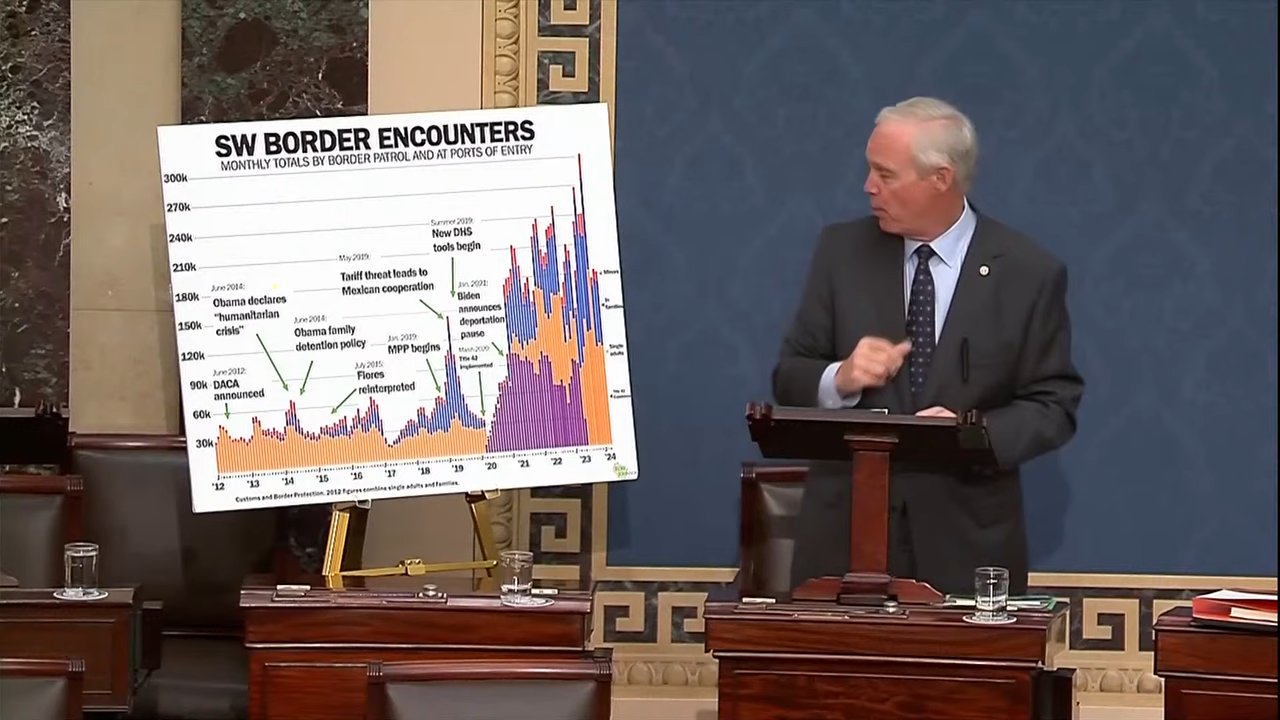 SW BORDER ENCOUNTERS
MONTHLY TOTALS BY BORDER PATROL AND AT PORTS OF ENTRY
300k
270k
240k
210k
180k
150k
120k
90k
60k
30k
June 2012:
DACA
announced
June 2014:
Obama declares
"humanitarian
crisis"
June 2014:
Obama family
detention policy
July 2015:
Flores
reinterpreted
Jan. 2019:
MPP begins
May 2019:
Tariff threat leads to
Mexican cooperation
Summer 2019:
New DHS
tools begin
March 2020:
Title 42
implemented
Jan. 2021:
Biden
announces
deportation
pause
Minors
In
Families
Single
adults
'12 '13 '14 '15 '16 '17 '18 '19 '20 '21 '22 '23 '24
Customs and Border Protection. 2012 figures combine single adults and Families.